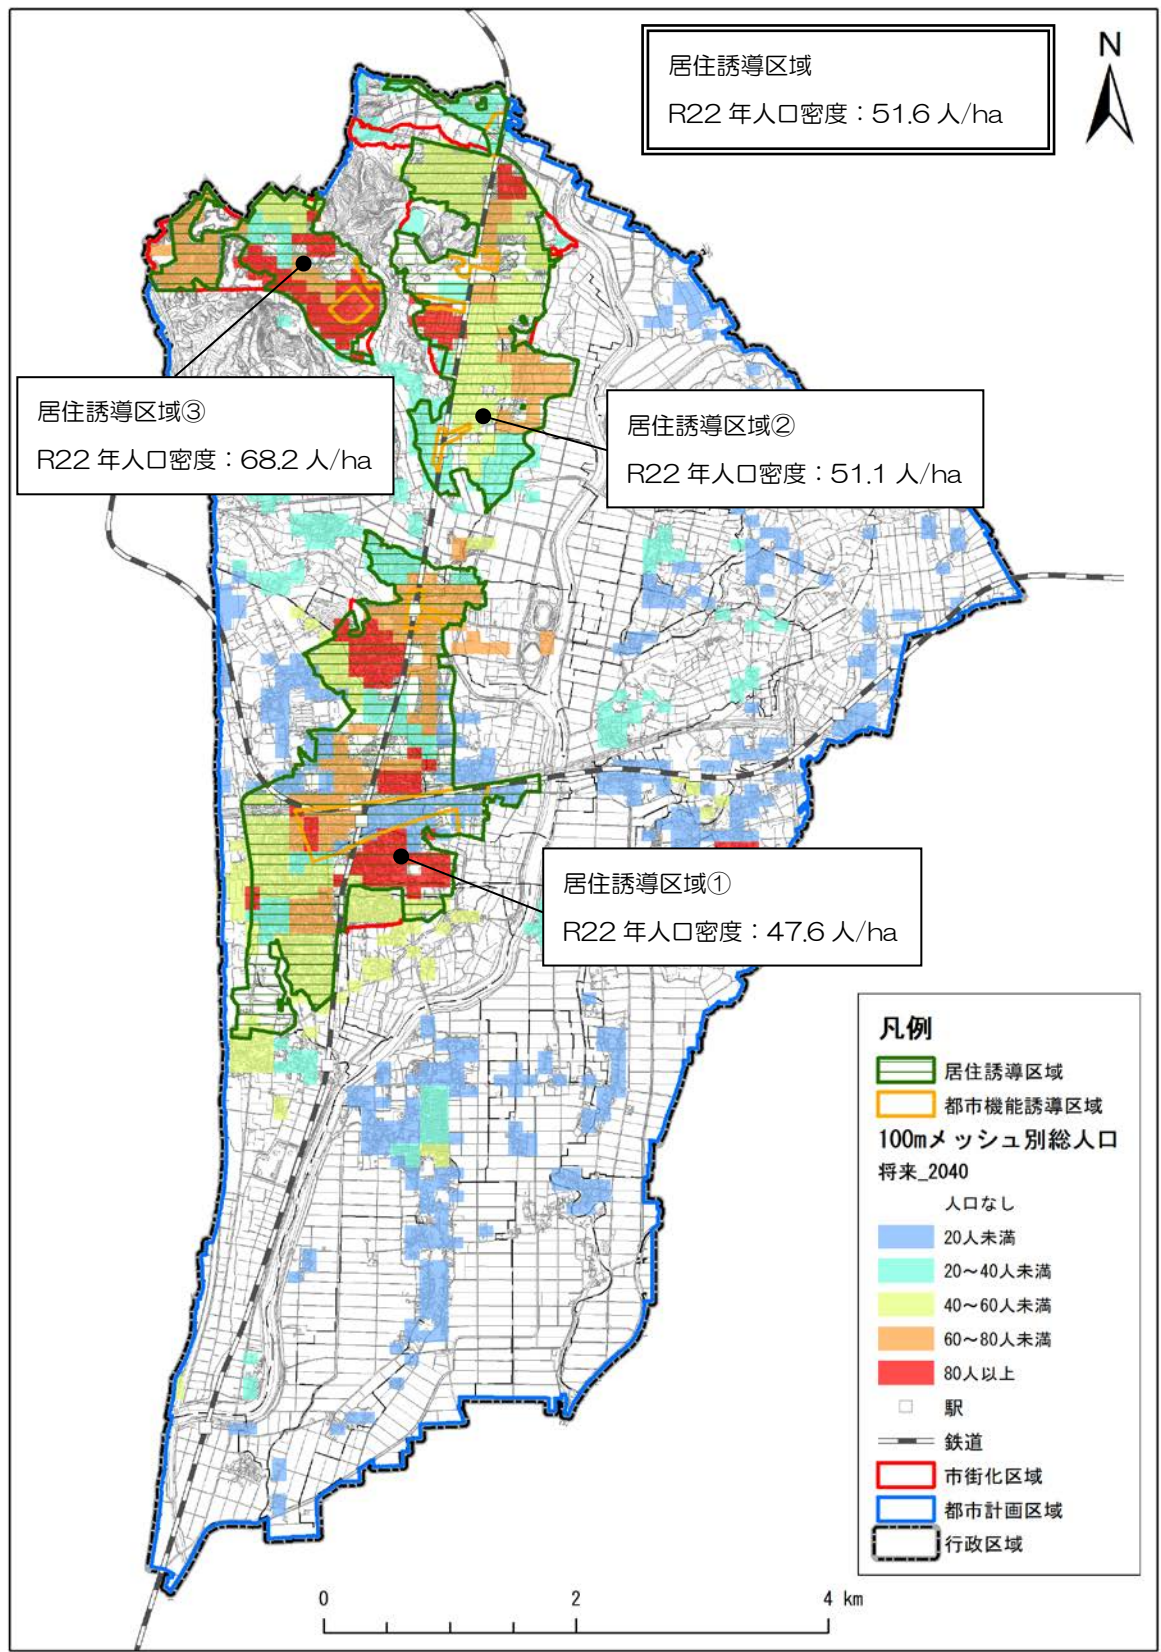 居住誘導区域
R22 年人口密度：51.6 人/ha
N
居住誘導区域③
R22 年人口密度：68.2 人/ha
居住誘導区域②
R22 年人口密度：51.1 人/ha
居住誘導区域①
R22 年人口密度：47.6 人/ha
凡例
居住誘導区域
都市機能誘導区域
100mメッシュ別総人口
将来_2040
人口なし
20人未満
20～40人未満
40～60人未満
60～80人未満
80人以上
駅
鉄道
市街化区域
都市計画区域
行政区域
0 2 4 km